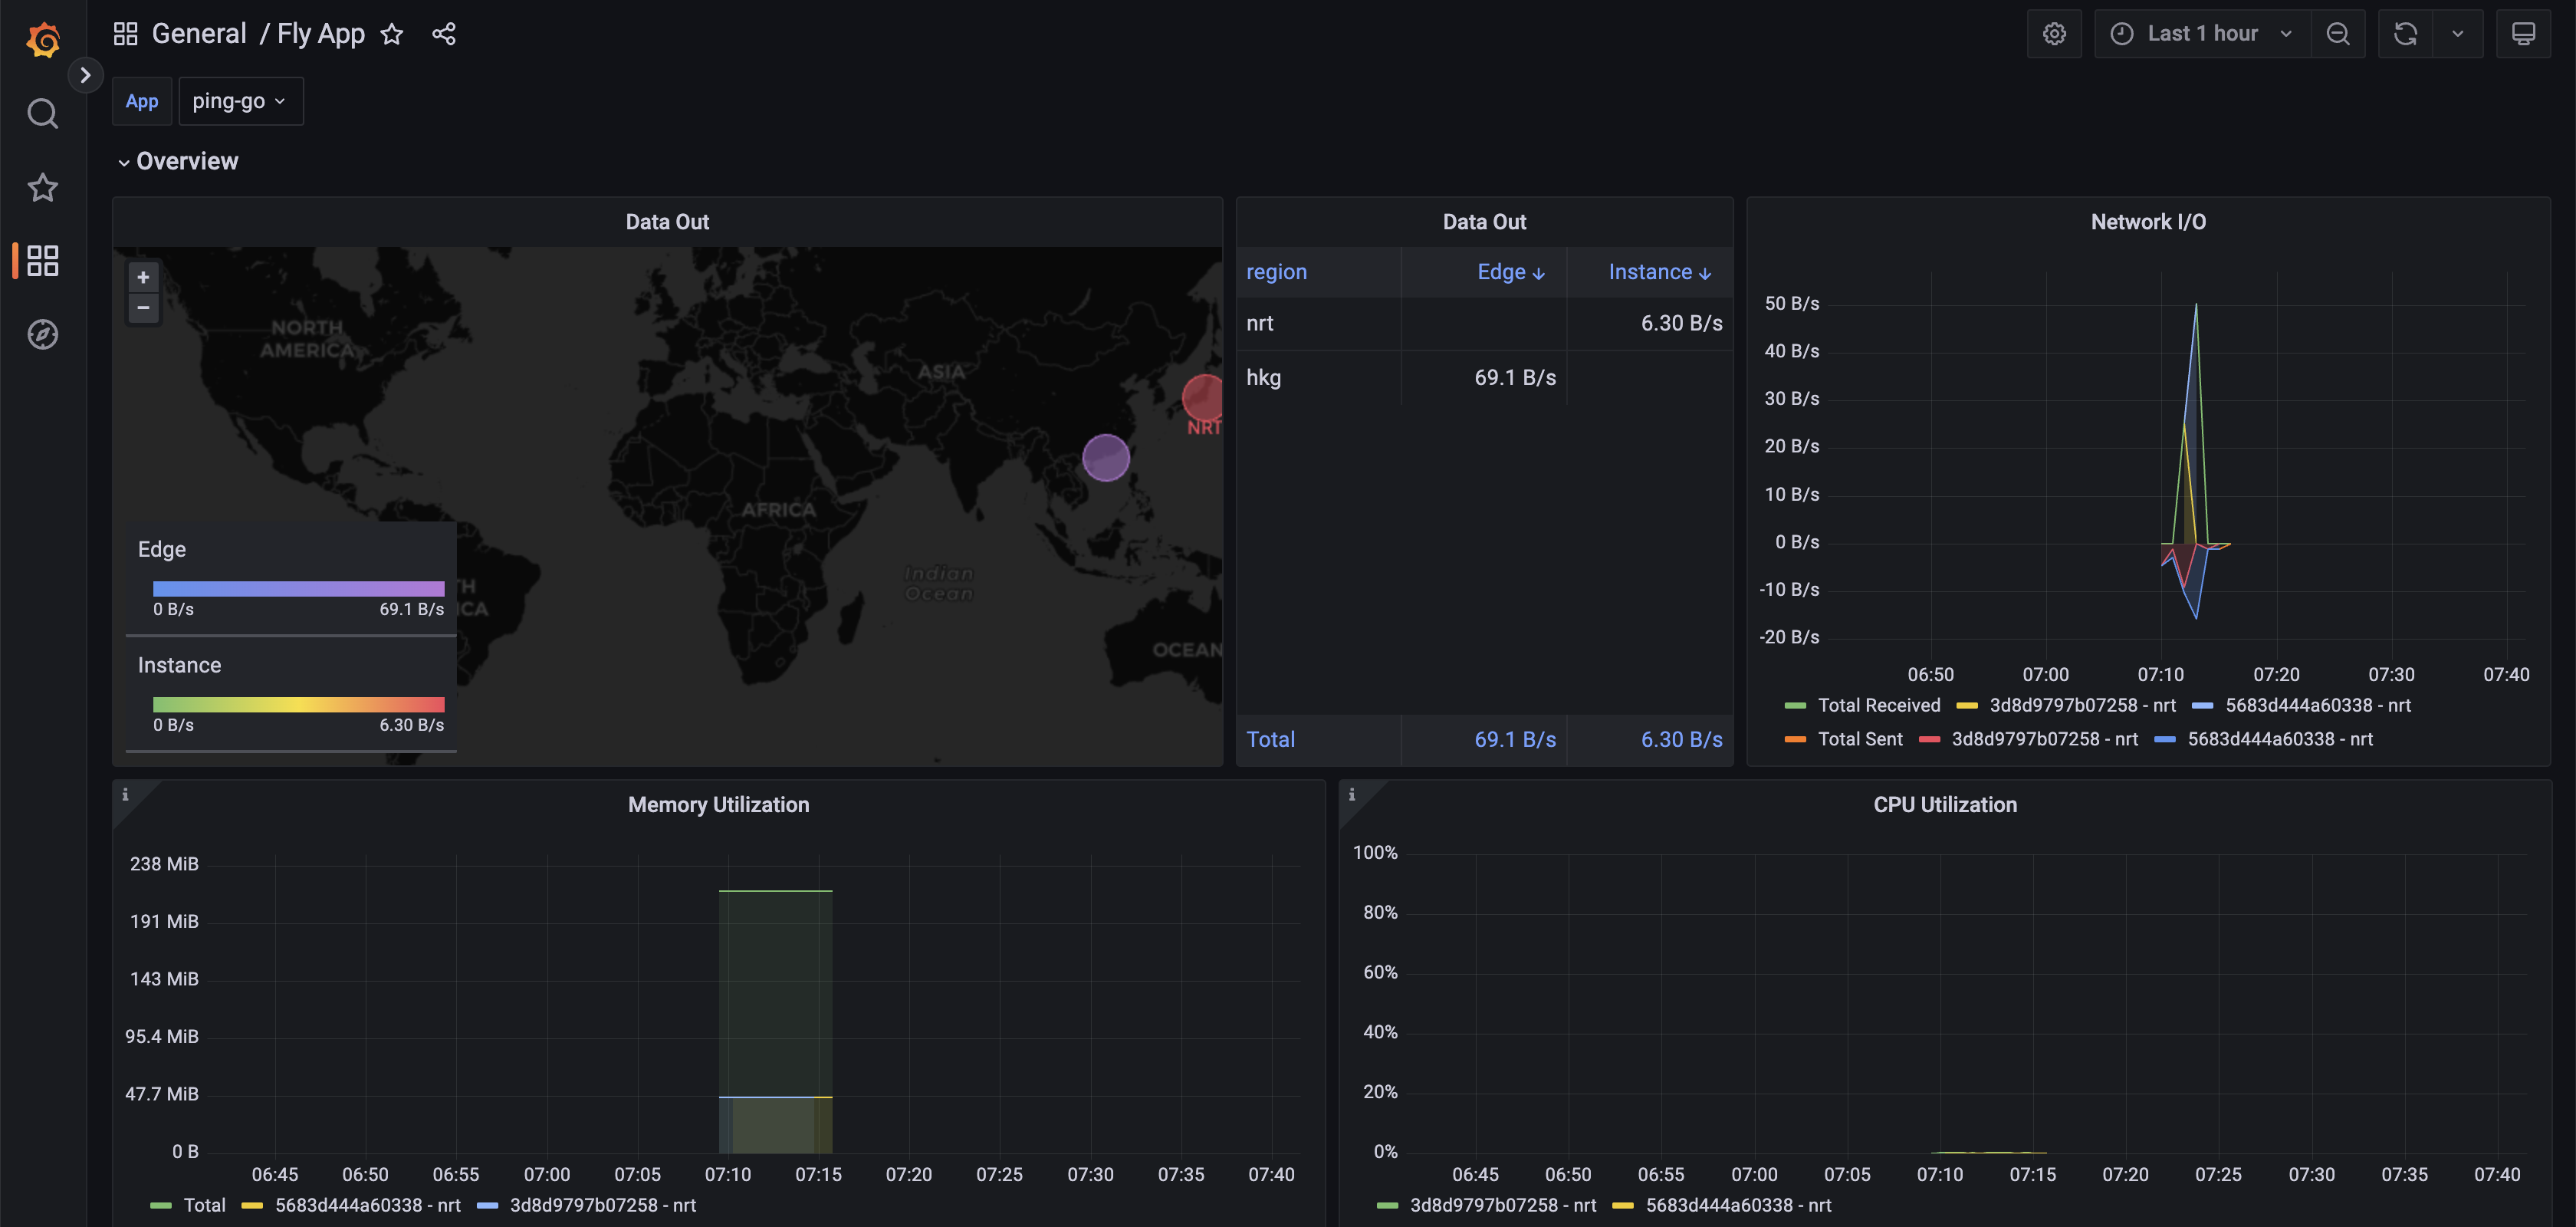 General / Fly App
Last 1 hour
App ping-go
Overview
Data Out
+
−
NORTH
AMERICA
ASIA
AFRICA
Indian
Ocean
OCEAN
NRT
Edge
0 B/s 69.1 B/s
Instance
0 B/s 6.30 B/s
TH
ICA
Data Out
region Edge Instance
nrt 6.30 B/s
hkg 69.1 B/s
Total 69.1 B/s 6.30 B/s
Network I/O
50 B/s
40 B/s
30 B/s
20 B/s
10 B/s
0 B/s
-10 B/s
-20 B/s
06:50 07:00 07:10 07:20 07:30 07:40
Total Received 3d8d9797b07258 - nrt 5683d444a60338 - nrt
Total Sent 3d8d9797b07258 - nrt 5683d444a60338 - nrt
i
Memory Utilization
238 MiB
191 MiB
143 MiB
95.4 MiB
47.7 MiB
0 B
06:45 06:50 06:55 07:00 07:05 07:10 07:15 07:20 07:25 07:30 07:35 07:40
Total 5683d444a60338 - nrt 3d8d9797b07258 - nrt
i
CPU Utilization
100%
80%
60%
40%
20%
0%
06:45 06:50 06:55 07:00 07:05 07:10 07:15 07:20 07:25 07:30 07:35 07:40
3d8d9797b07258 - nrt 5683d444a60338 - nrt